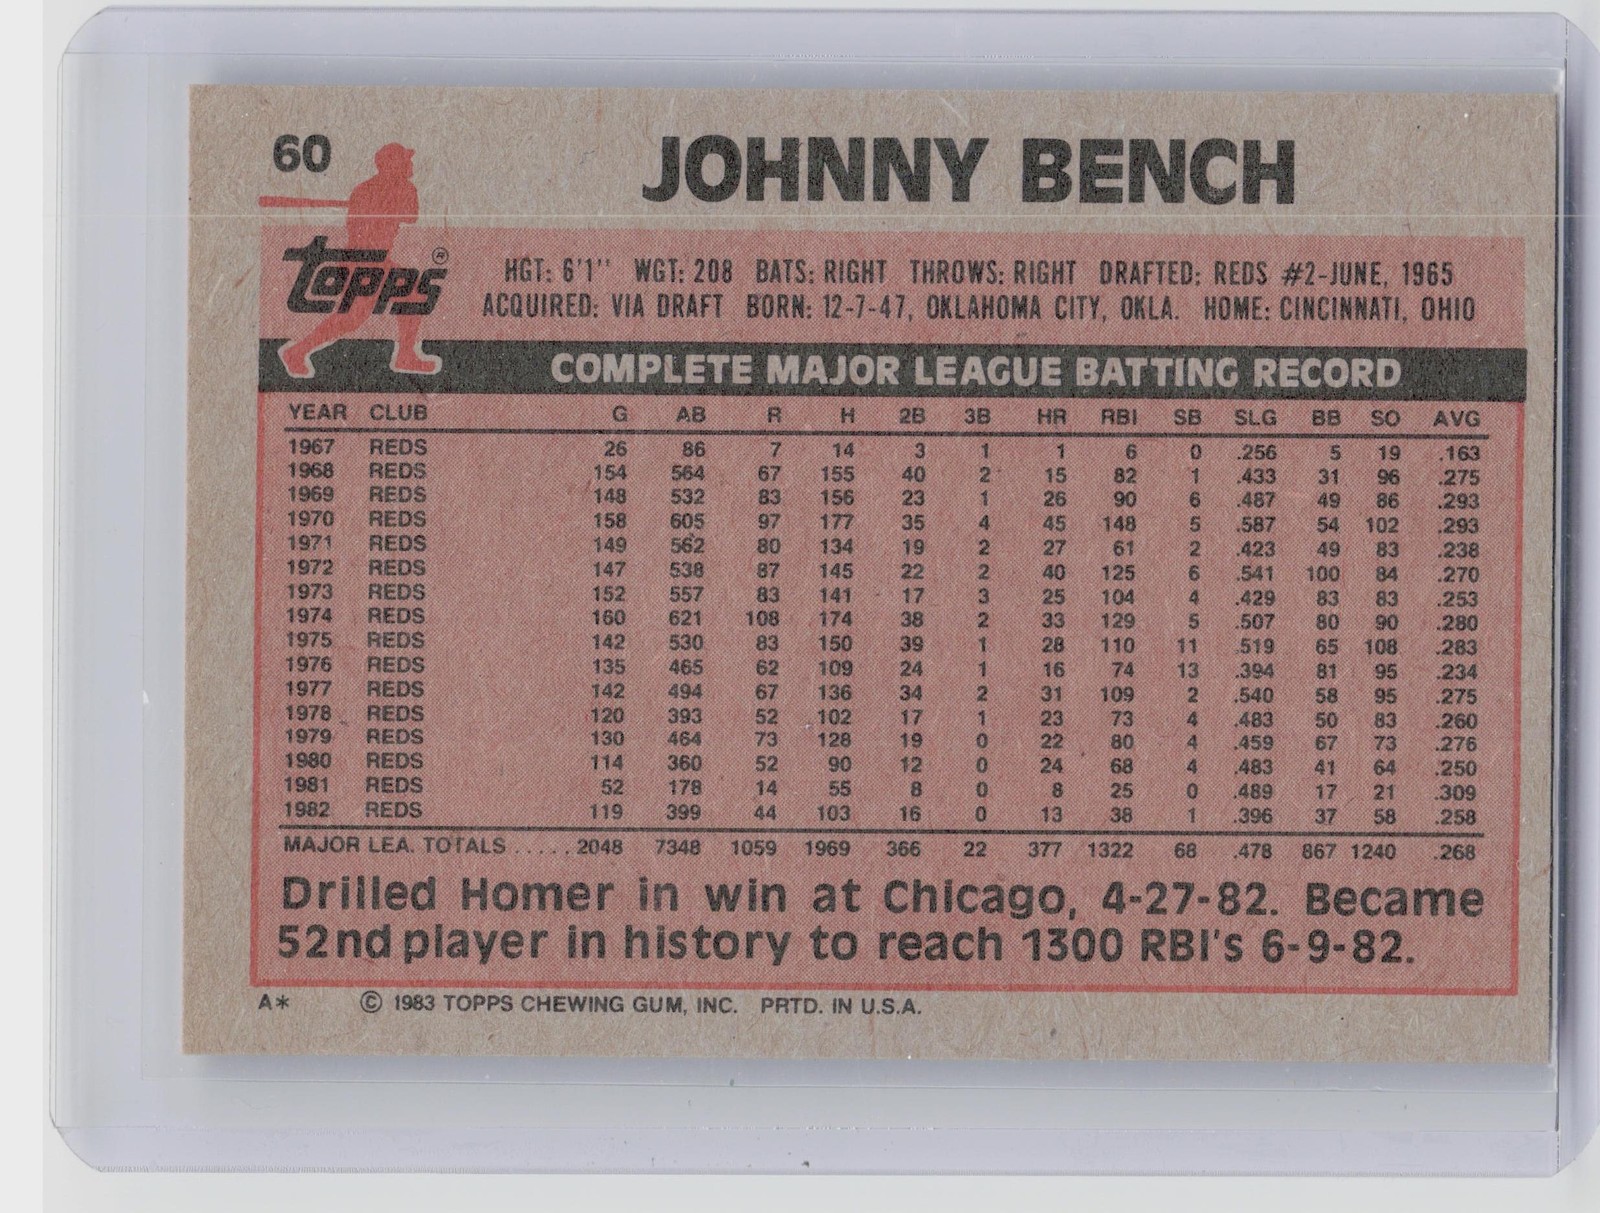 60
JOHNNY BENCH
topps®
HGT: 6'1" WGT: 208 BATS: RIGHT THROWS: RIGHT DRAFTED: REDS #2-JUNE, 1965
ACQUIRED: VIA DRAFT BORN: 12-7-47, OKLAHOMA CITY, OKLA. HOME: CINCINNATI, OHIO
COMPLETE MAJOR LEAGUE BATTING RECORD
YEAR CLUB G AB R H 2B 3B HR RBI SB SLG BB SO AVG
1967 REDS 26 86 7 14 3 1 1 6 0 .256 5 19 .163
1968 REDS 154 564 67 155 40 2 15 82 1 .433 31 96 .275
1969 REDS 148 532 83 156 23 1 26 90 6 .487 49 86 .293
1970 REDS 158 605 97 177 35 4 45 148 5 .587 54 102 .293
1971 REDS 149 562 80 134 19 2 27 61 2 .423 49 83 .238
1972 REDS 147 538 87 145 22 2 40 125 6 .541 100 84 .270
1973 REDS 152 557 83 141 17 3 25 104 4 .429 83 83 .253
1974 REDS 160 621 108 174 38 2 33 129 5 .507 80 90 .280
1975 REDS 142 530 83 150 39 1 28 110 11 .519 65 108 .283
1976 REDS 135 465 62 109 24 1 16 74 13 .394 81 95 .234
1977 REDS 142 494 67 136 34 2 31 109 2 .540 58 95 .275
1978 REDS 120 393 52 102 17 1 23 73 4 .483 50 83 .260
1979 REDS 130 464 73 128 19 0 22 80 4 .459 67 73 .276
1980 REDS 114 360 52 90 12 0 24 68 4 .483 41 64 .250
1981 REDS 52 178 14 55 8 0 8 25 0 .489 17 21 .309
1982 REDS 119 399 44 103 16 0 13 38 1 .396 37 58 .258
MAJOR LEA. TOTALS ..... 2048 7348 1059 1969 366 22 377 1322 68 .478 867 1240 .268
Drilled Homer in win at Chicago, 4-27-82. Became
52nd player in history to reach 1300 RBI's 6-9-82.
A* © 1983 TOPPS CHEWING GUM, INC. PRTD. IN U.S.A.